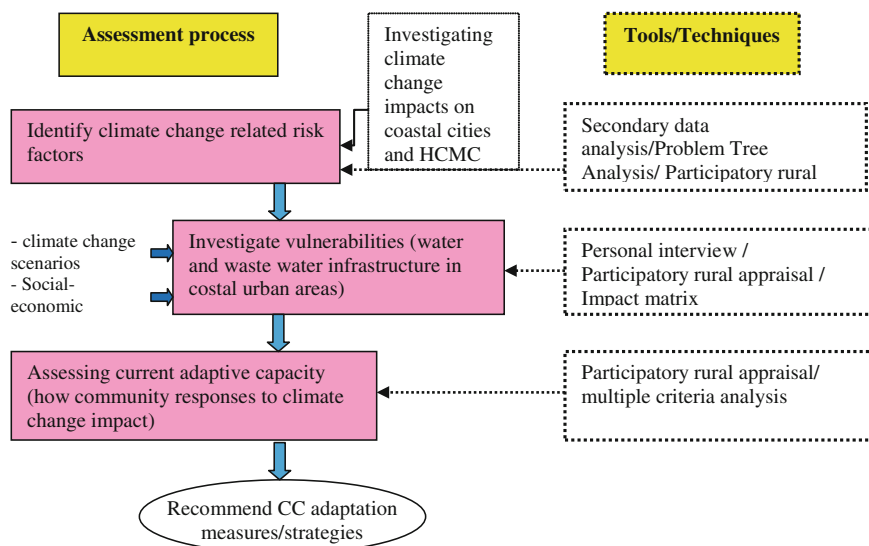 Assessment process
Investigating
climate
change
impacts on
coastal cities
and HCMC
Tools/Techniques
Identify climate change related risk
factors
Secondary data
analysis/Problem Tree
Analysis/ Participatory rural
- climate change
scenarios
- Social-
economic
Investigate vulnerabilities (water
and waste water infrastructure in
costal urban areas)
Personal interview /
Participatory rural appraisal /
Impact matrix
Assessing current adaptive capacity
(how community responses to climate
change impact)
Participatory rural appraisal/
multiple criteria analysis
Recommend CC adaptation
measures/strategies